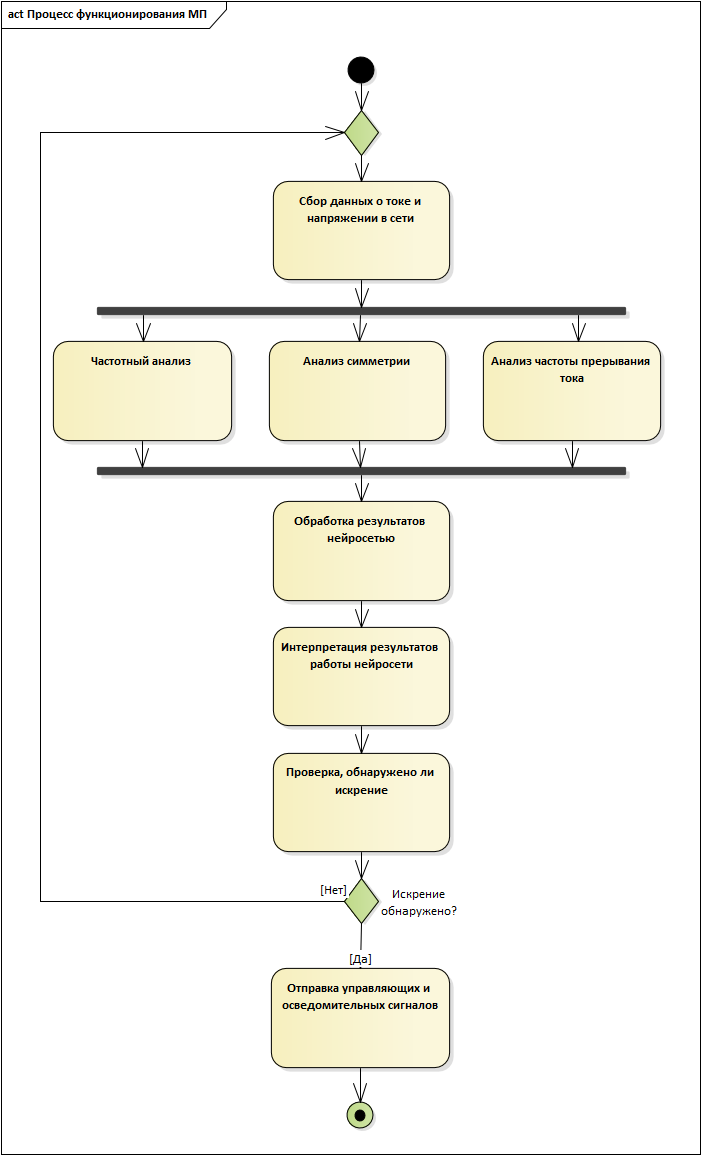 act Процесс функционирования МП
Сбор данных о токе и
напряжении в сети
Частотный анализ
Анализ симметрии
Анализ частоты прерывания
тока
Обработка результатов
нейросетью
Интерпретация результатов
работы нейросети
Проверка, обнаружено ли
искрение
[Нет]
Искрение
обнаружено?
[Да]
Отправка управляющих и
осведомительных сигналов